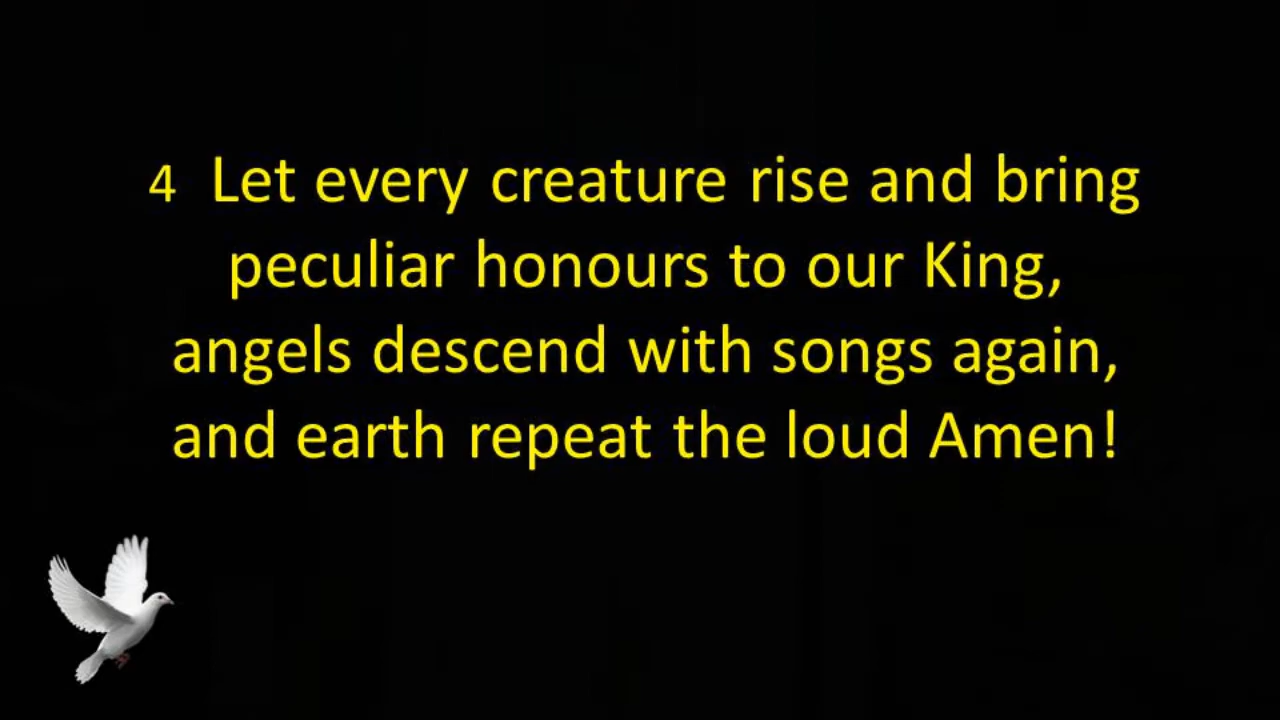 4 Let every creature rise and bring
peculiar honours to our King,
angels descend with songs again,
and earth repeat the loud Amen!